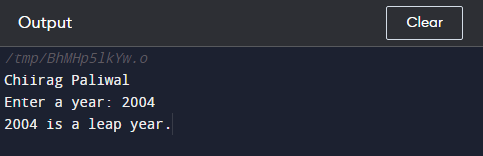 Output
Clear
/tmp/BhMHp5lkYw.o
Chiirag Paliwal
Enter a year: 2004
2004 is a leap year.